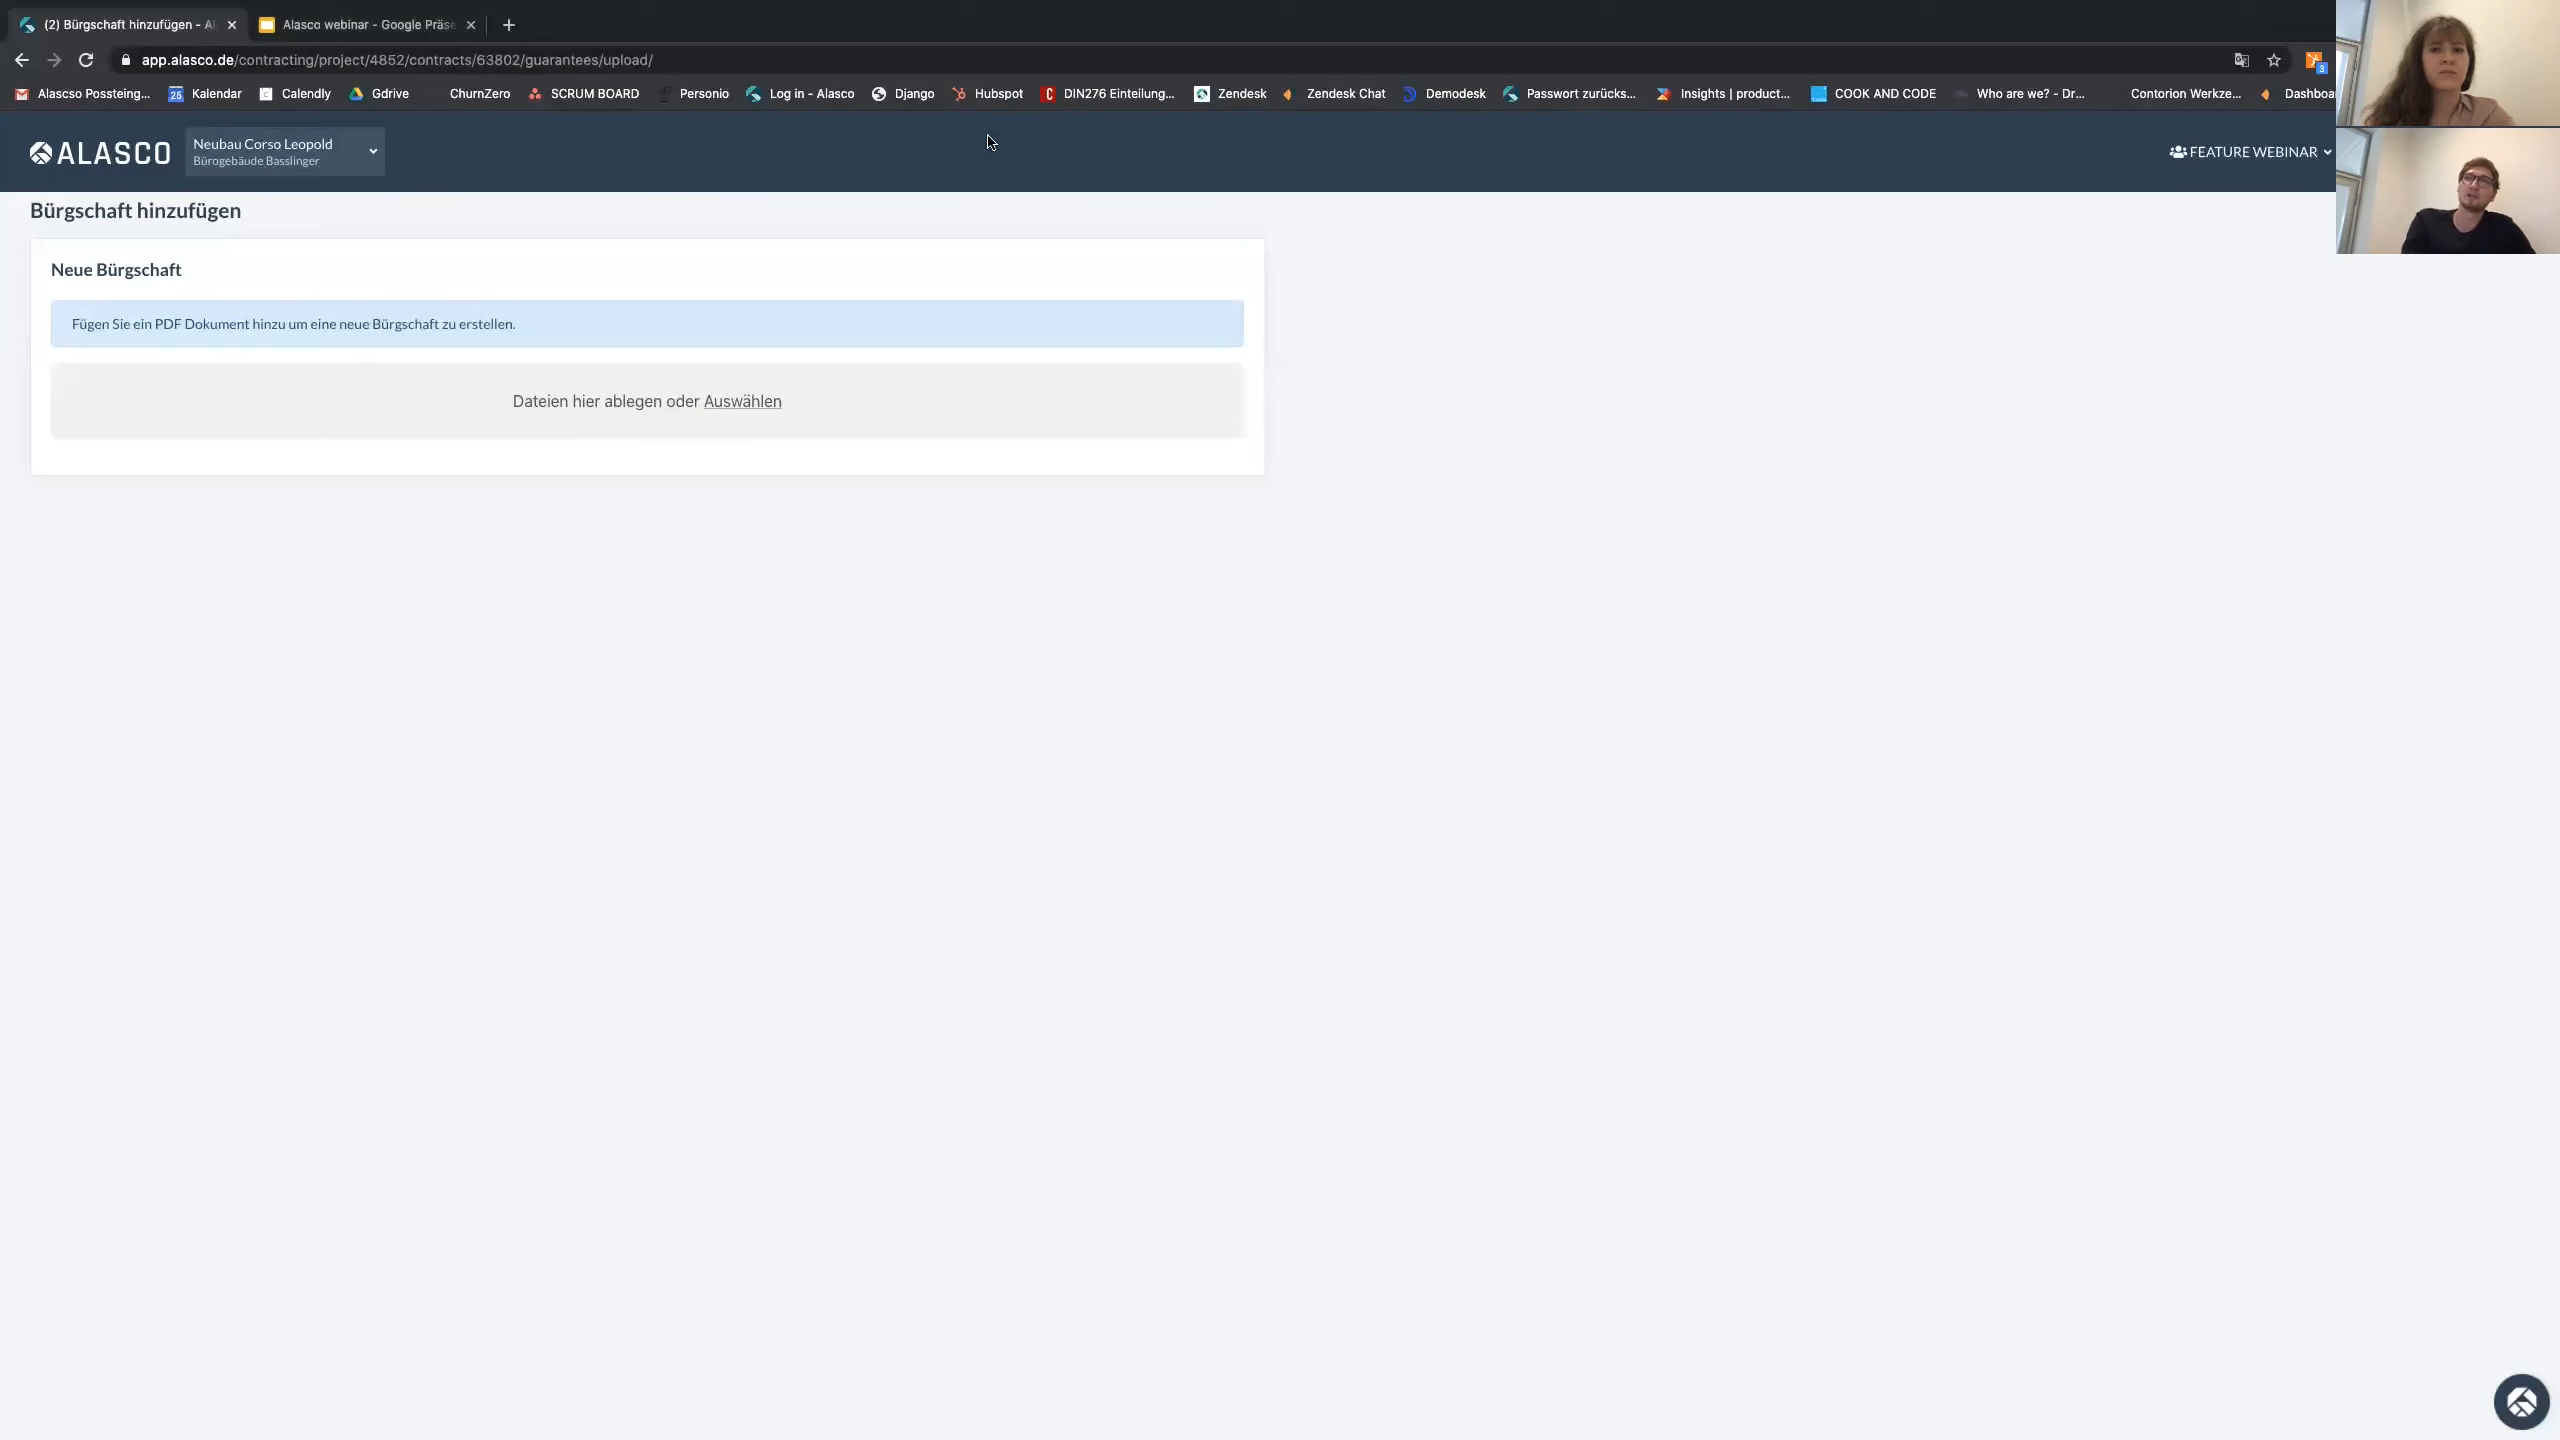 (2) Bürgschaft hinzufügen - Al
Alasco webinar - Google Präse
app.alasco.de/contracting/project/4852/contracts/63802/guarantees/upload/
3
Alascso Possteing...
25
Kalendar
Calendly
Gdrive
ChurnZero
SCRUM BOARD
Personio
Log in - Alasco
Django
Hubspot
DIN276 Einteilung...
Zendesk
Zendesk Chat
Demodesk
Passwort zurücks...
Insights | product...
COOK AND CODE
Who are we? - Dr...
Contorion Werkze...
Dashboar
ALASCO
Neubau Corso Leopold
Bürogebäude Basslinger
FEATURE WEBINAR
Bürgschaft hinzufügen
Neue Bürgschaft
Fügen Sie ein PDF Dokument hinzu um eine neue Bürgschaft zu erstellen.
Dateien hier ablegen oder Auswählen